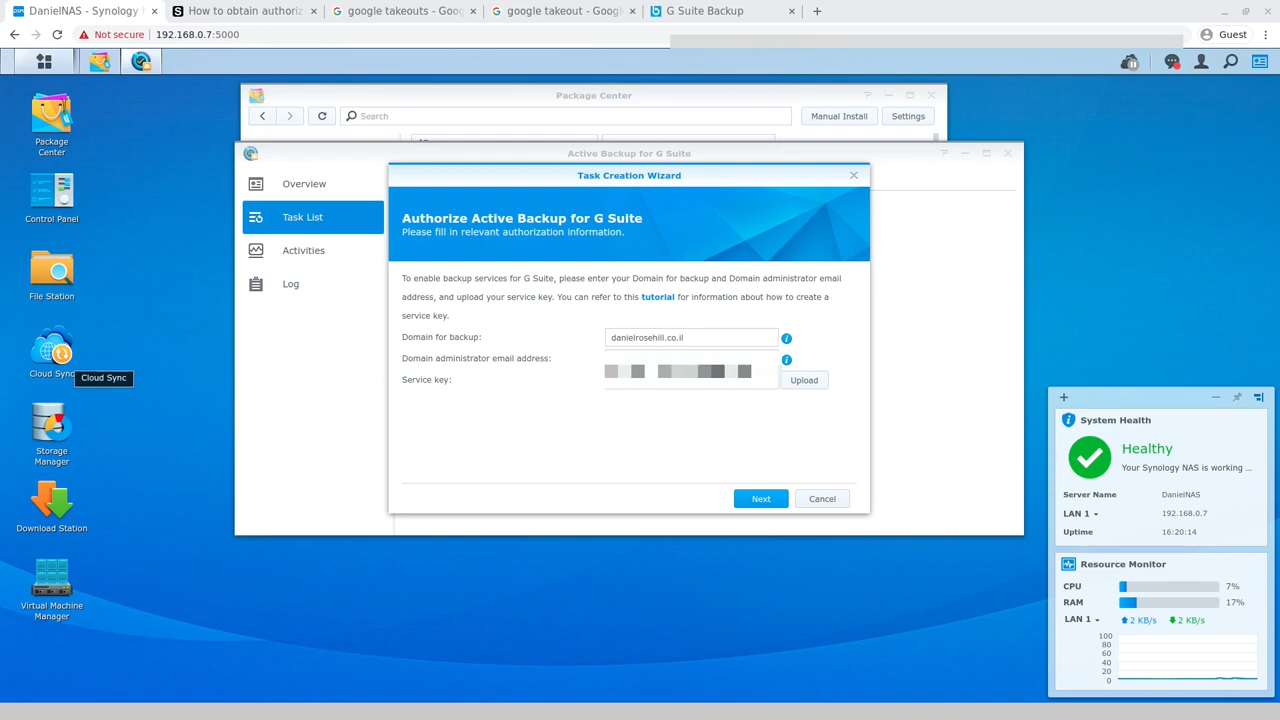 DanielNAS - Synology
How to obtain authoriz
google takeouts - Goog
google takeout - Googl
G Suite Backup
Not secure
192.168.0.7:5000
Guest
Package Center
Search
Manual Install
Settings
Active Backup for G Suite
Overview
Task List
Activities
Log
Task Creation Wizard
Authorize Active Backup for G Suite
Please fill in relevant authorization information.
To enable backup services for G Suite, please enter your Domain for backup and Domain administrator email
address, and upload your service key. You can refer to this tutorial for information about how to create a
service key.
Domain for backup:
danielrosehill.co.il
Domain administrator email address:
Service key:
Upload
Next
Cancel
Package
Center
Control Panel
File Station
Cloud Sync
Cloud Sync
Storage
Manager
Download Station
Virtual Machine
Manager
System Health
Healthy
Your Synology NAS is working ...
Server Name
DanielNAS
LAN 1
192.168.0.7
Uptime
16:20:14
Resource Monitor
CPU
7%
RAM
17%
LAN 1
2 KB/s
2 KB/s
100
80
60
40
20
0